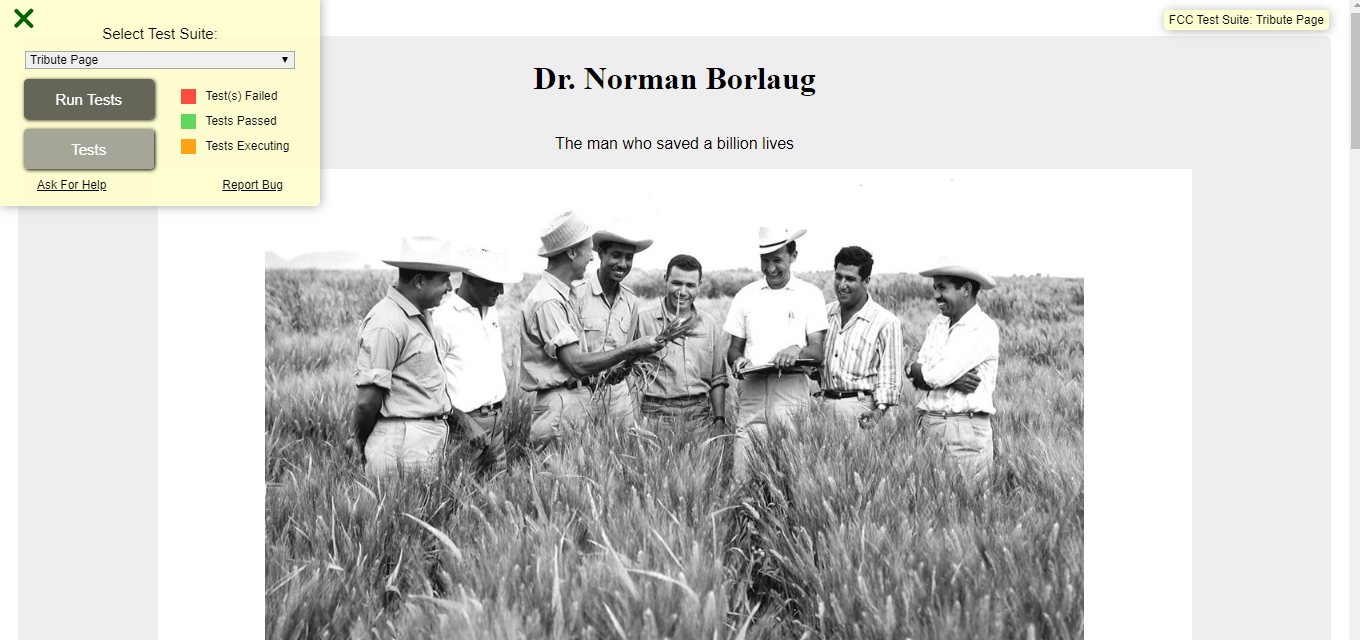 Select Test Suite:
FCC Test Suite: Tribute Page
Tribute Page
Run Tests
Test(s) Failed
Tests Passed
Tests
Tests Executing
Ask For Help
Report Bug
Dr. Norman Borlaug
The man who saved a billion lives